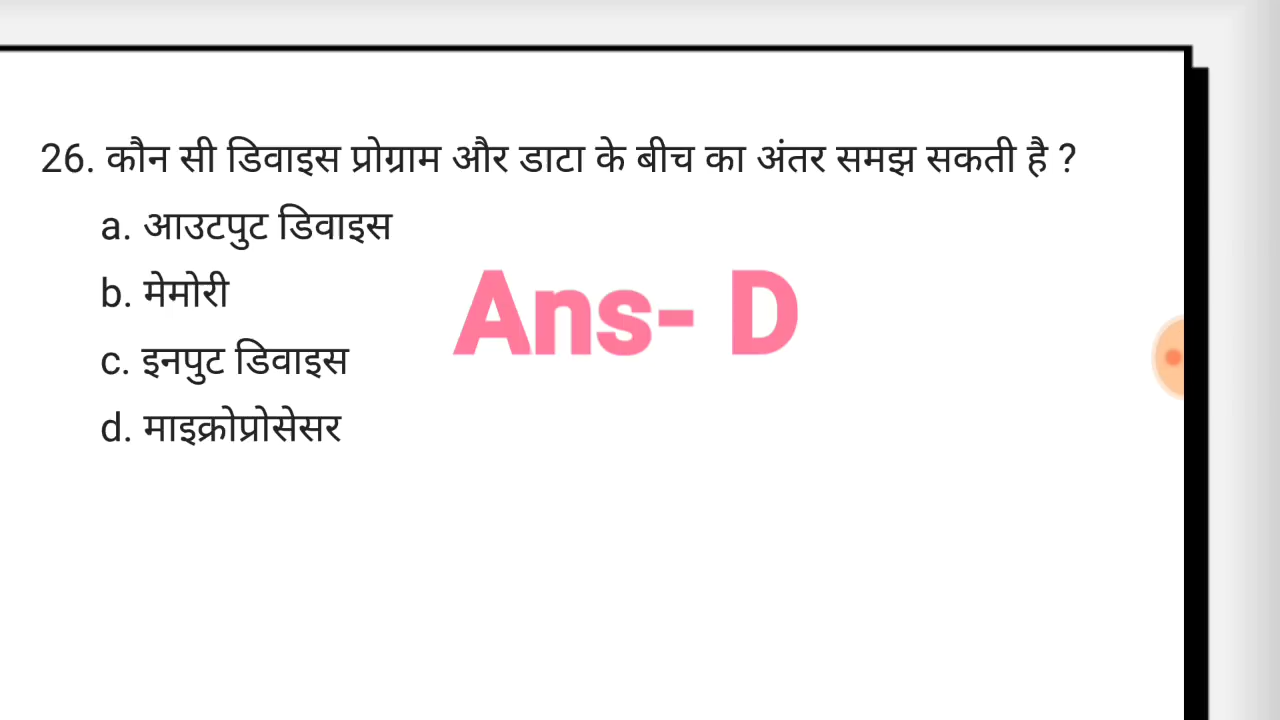 26. कौन सी डिवाइस प्रोग्राम और डाटा के बीच का अंतर समझ सकती है ?
a. आउटपुट डिवाइस
b. मेमोरी
Ans- D
c. इनपुट डिवाइस
d. माइक्रोप्रोसेसर